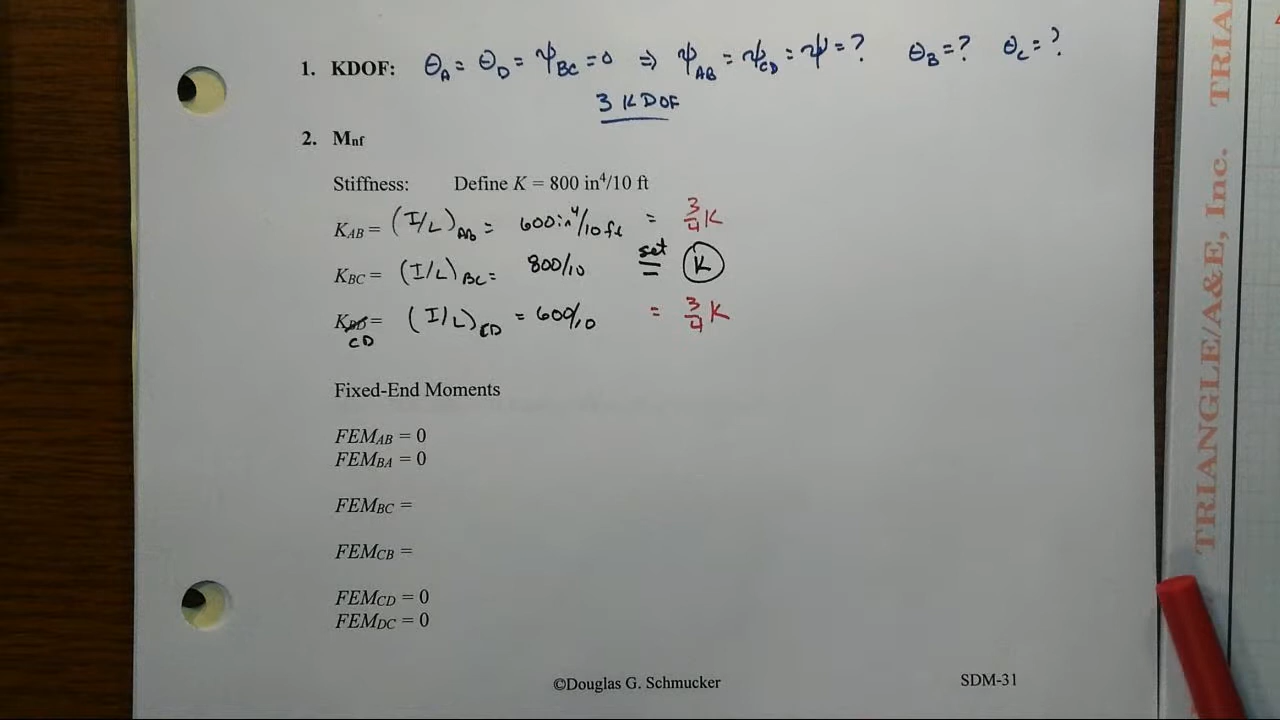 1. KDOF: θA = θD = ψBC = 0 ⇒ ψAB = ψCD = ψ = ? θB = ? θC = ?
3 KDOF
2. Mnf
Stiffness: Define K = 800 in⁴/10 ft
KAB = (I/L)AB = 600 in⁴/10 ft = 3/4 K
KBC = (I/L)BC = 800/10 set = K
KCD = (I/L)CD = 600/10 = 3/4 K
Fixed-End Moments
FEMAB = 0
FEMBA = 0
FEMBC =
FEMCB =
FEMCD = 0
FEMDC = 0
©Douglas G. Schmucker SDM-31
TRIANGLE/A&E, Inc. TRIA